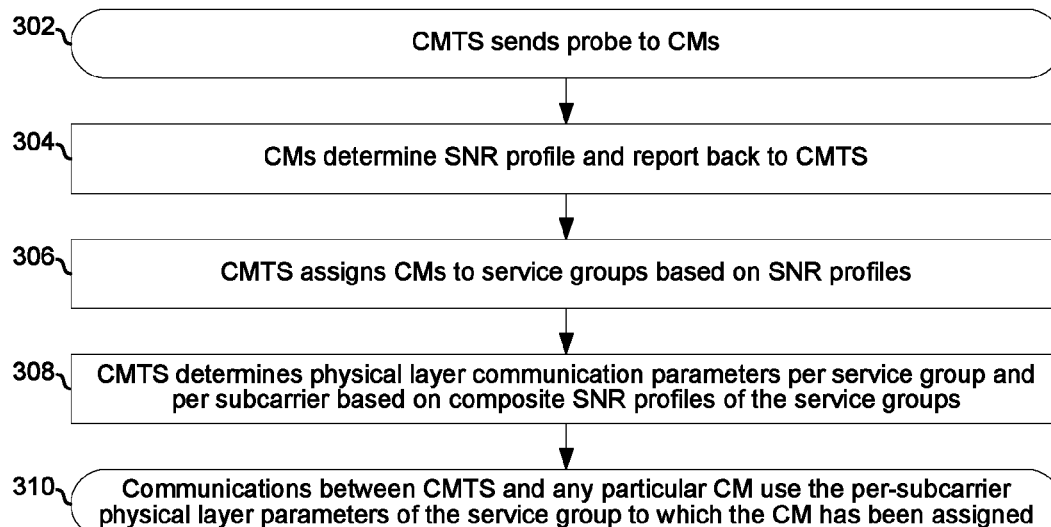 302
CMTS sends probe to CMs
304
CMs determine SNR profile and report back to CMTS
306
CMTS assigns CMs to service groups based on SNR profiles
308
CMTS determines physical layer communication parameters per service group and
per subcarrier based on composite SNR profiles of the service groups
310
Communications between CMTS and any particular CM use the per-subcarrier
physical layer parameters of the service group to which the CM has been assigned